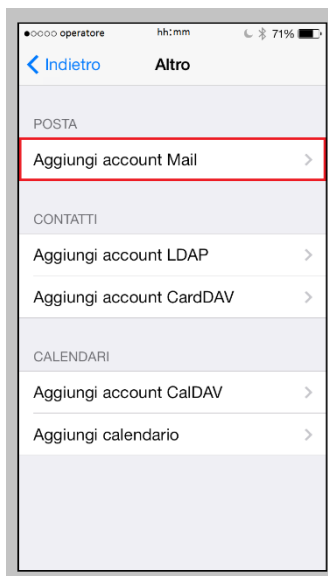 ●○○○○ operatore hh:mm 71%
Indietro Altro
POSTA
Aggiungi account Mail
CONTATTI
Aggiungi account LDAP
Aggiungi account CardDAV
CALENDARI
Aggiungi account CalDAV
Aggiungi calendario